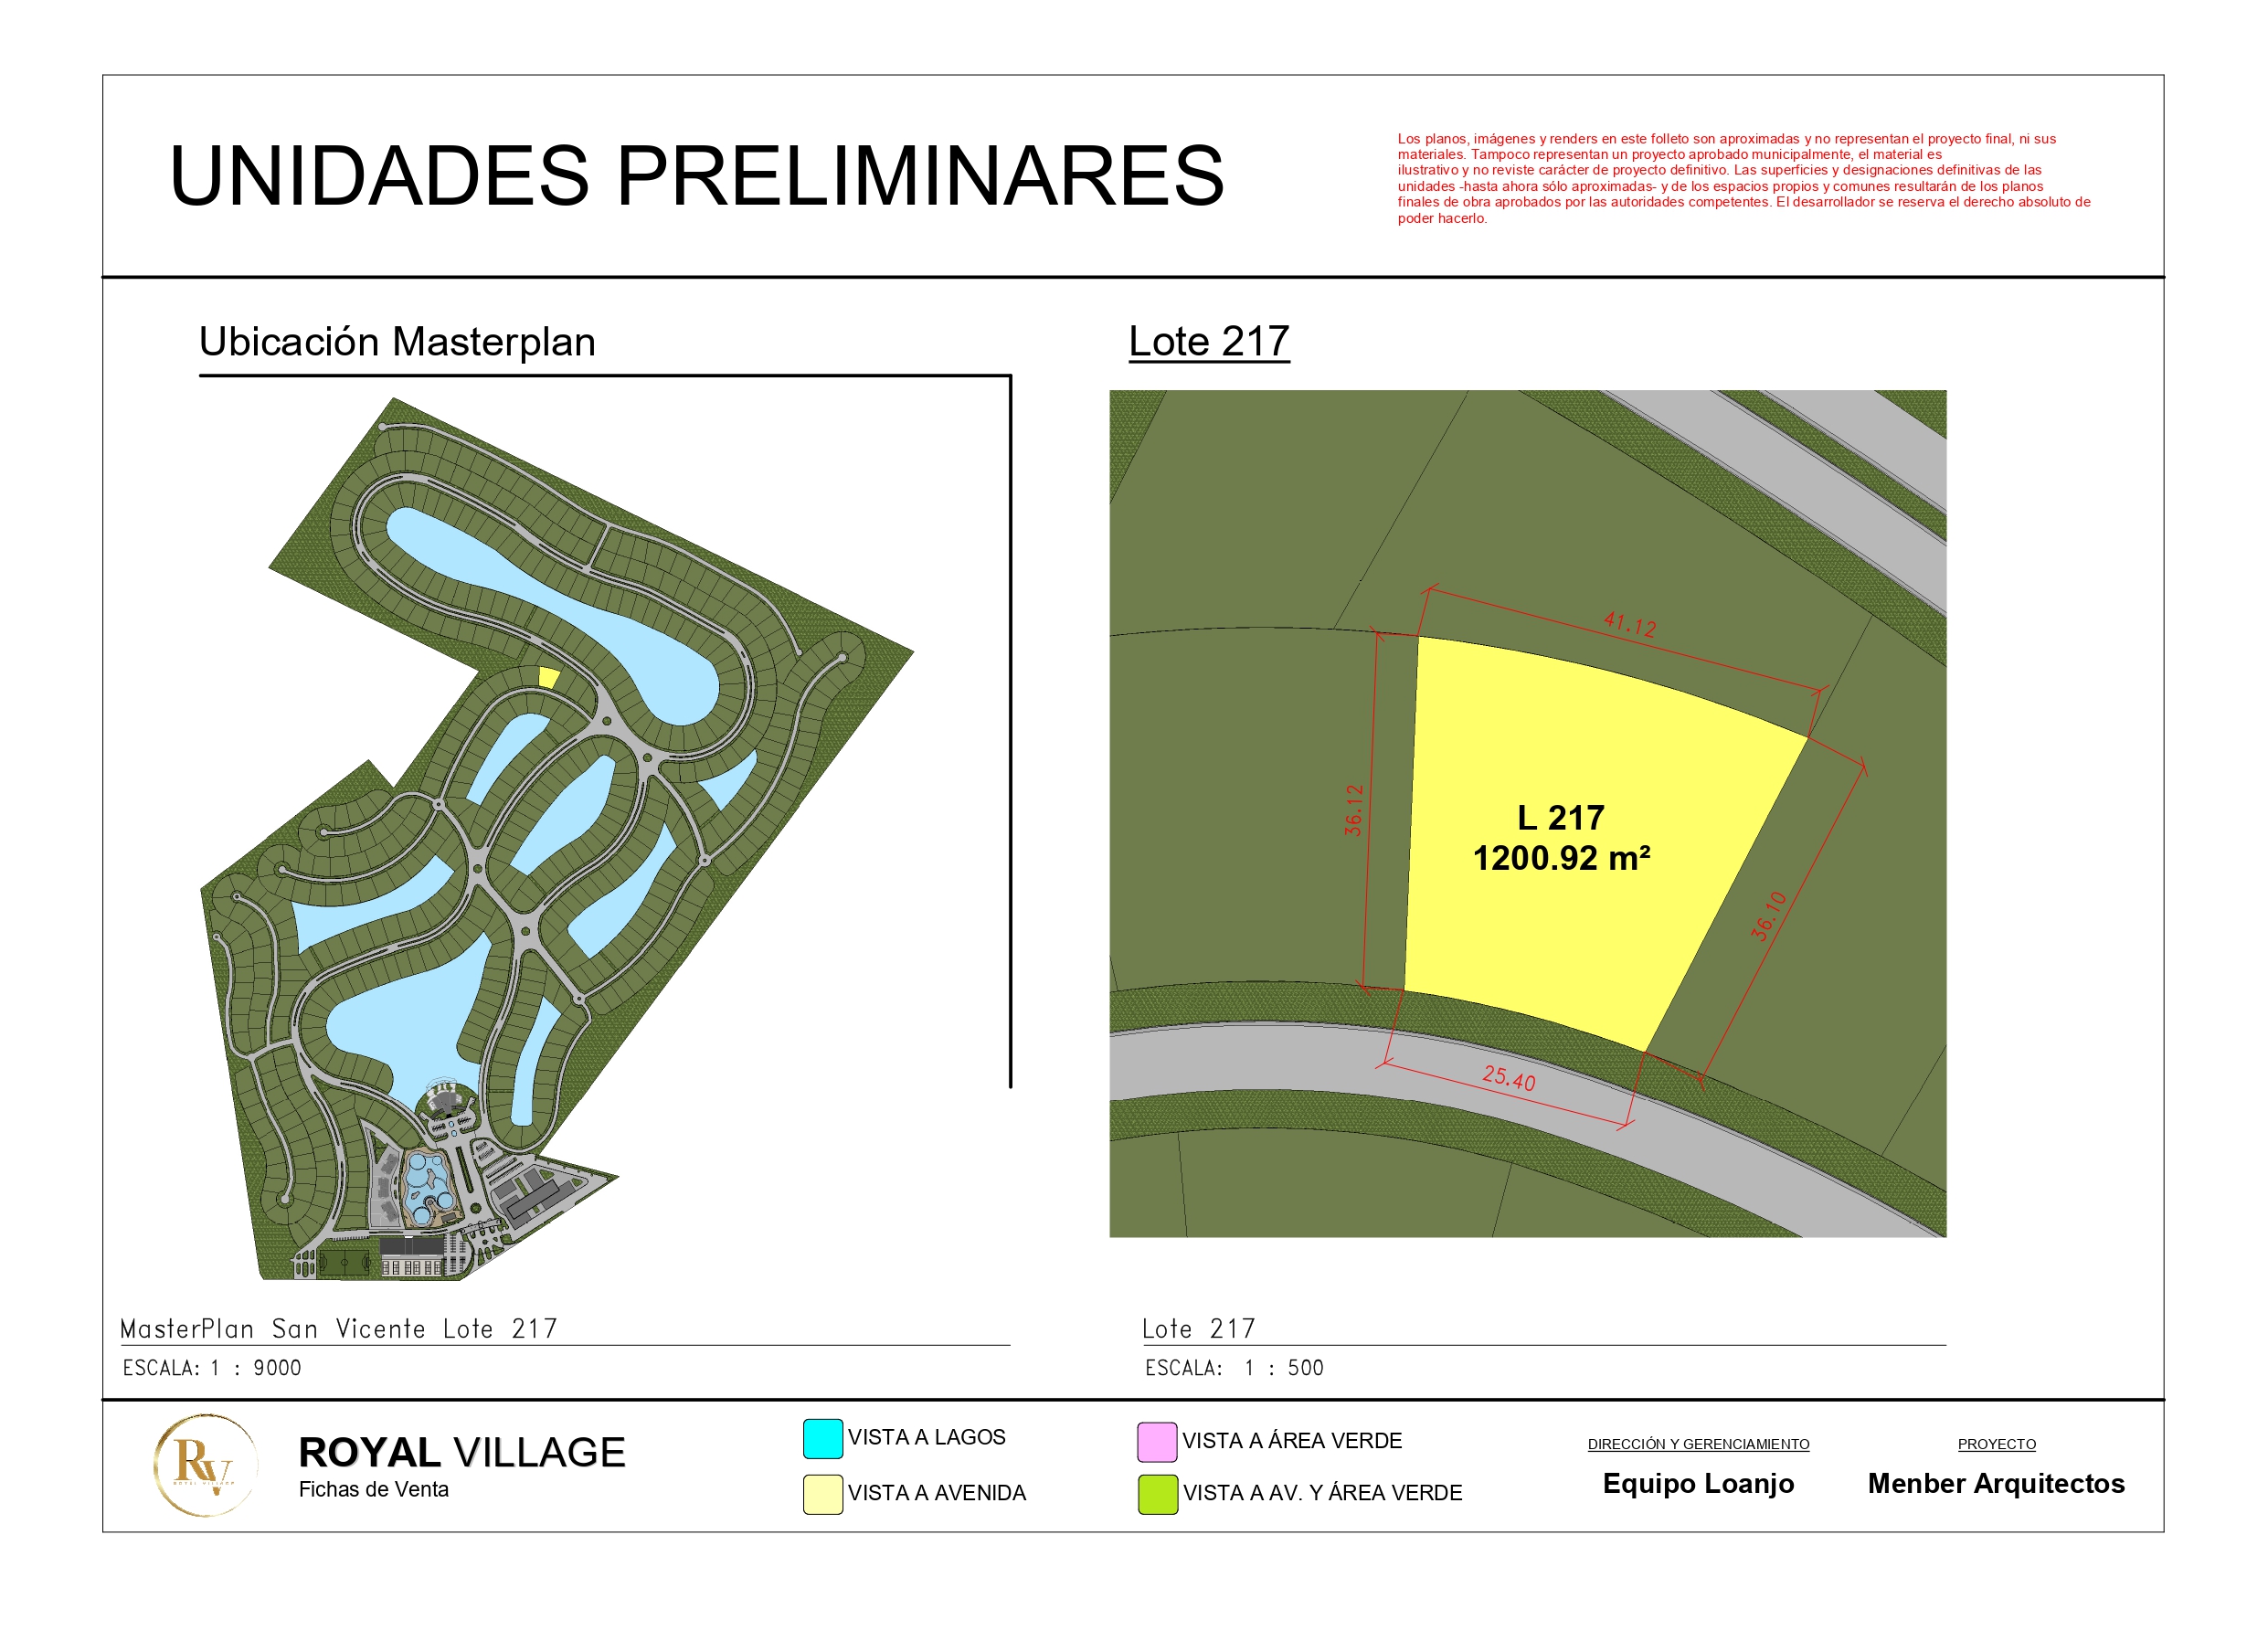 UNIDADES PRELIMINARES
Los planos, imágenes y renders en este folleto son aproximadas y no representan el proyecto final, ni sus
materiales. Tampoco representan un proyecto aprobado municipalmente, el material es
ilustrativo y no reviste carácter de proyecto definitivo. Las superficies y designaciones definitivas de las
unidades -hasta ahora sólo aproximadas- y de los espacios propios y comunes resultarán de los planos
finales de obra aprobados por las autoridades competentes. El desarrollador se reserva el derecho absoluto de
poder hacerlo.
Ubicación Masterplan
Lote 217
41.12
36.12
L 217
1200.92 m²
36.10
25.40
MasterPlan San Vicente Lote 217
ESCALA: 1 : 9000
Lote 217
ESCALA: 1 : 500
RV
ROYAL VILLAGE
ROYAL VILLAGE
Fichas de Venta
VISTA A LAGOS
VISTA A AVENIDA
VISTA A ÁREA VERDE
VISTA A AV. Y ÁREA VERDE
DIRECCIÓN Y GERENCIAMIENTO
Equipo Loanjo
PROYECTO
Menber Arquitectos